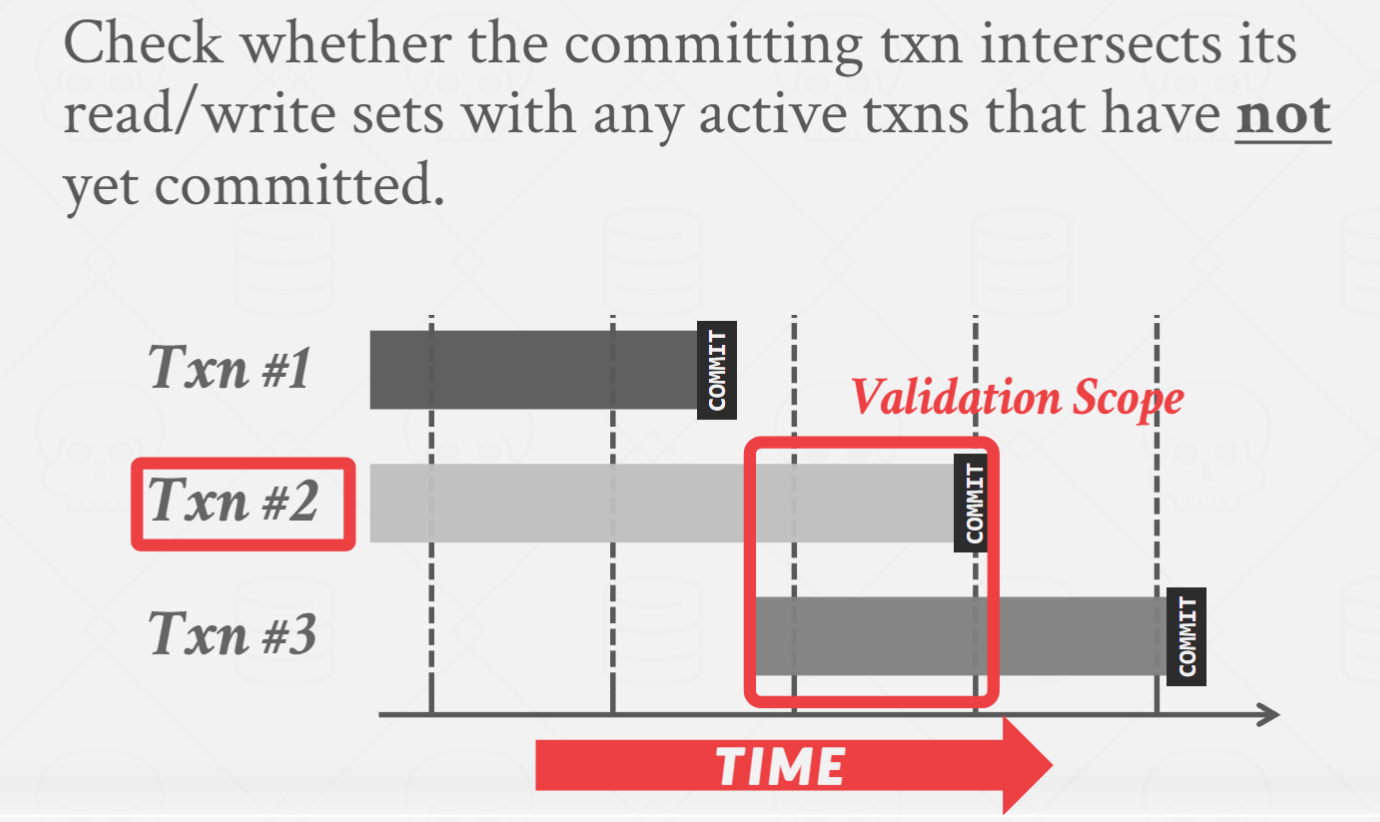 Check whether the committing txn intersects its
read/write sets with any active txns that have not
yet committed.
Txn #1
COMMIT
Validation Scope
Txn #2
COMMIT
Txn #3
COMMIT
TIME